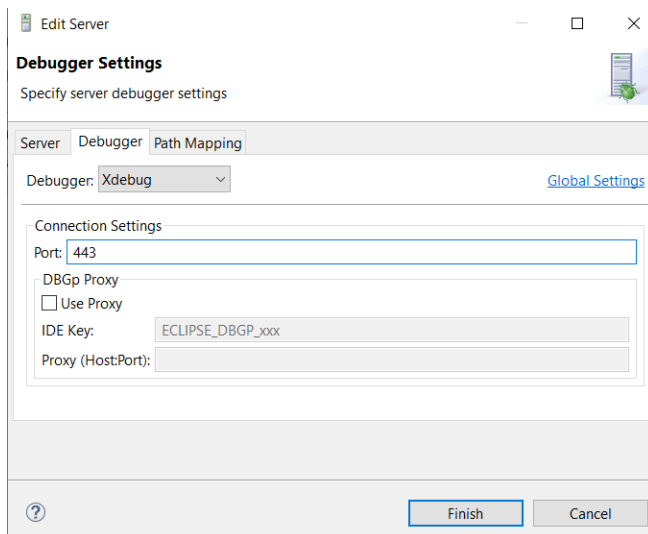 Edit Server
Debugger Settings
Specify server debugger settings
Server Debugger Path Mapping
Debugger: Xdebug Global Settings
Connection Settings
Port: 443
DBGp Proxy
Use Proxy
IDE Key: ECLIPSE_DBGP_xxx
Proxy (Host:Port):
? Finish Cancel